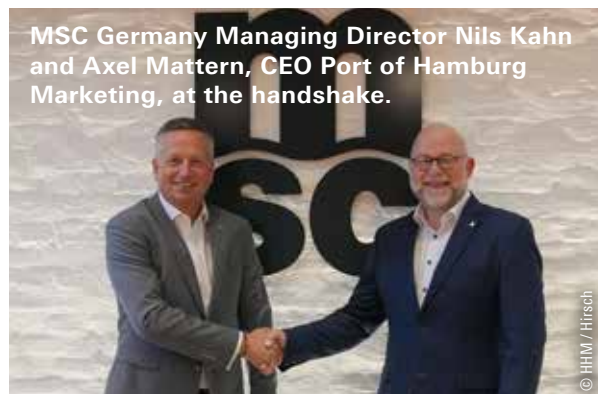 MSC Germany Managing Director Nils Kahn
and Axel Mattern, CEO Port of Hamburg
Marketing, at the handshake.
m
sc
© HHM / Hirsch